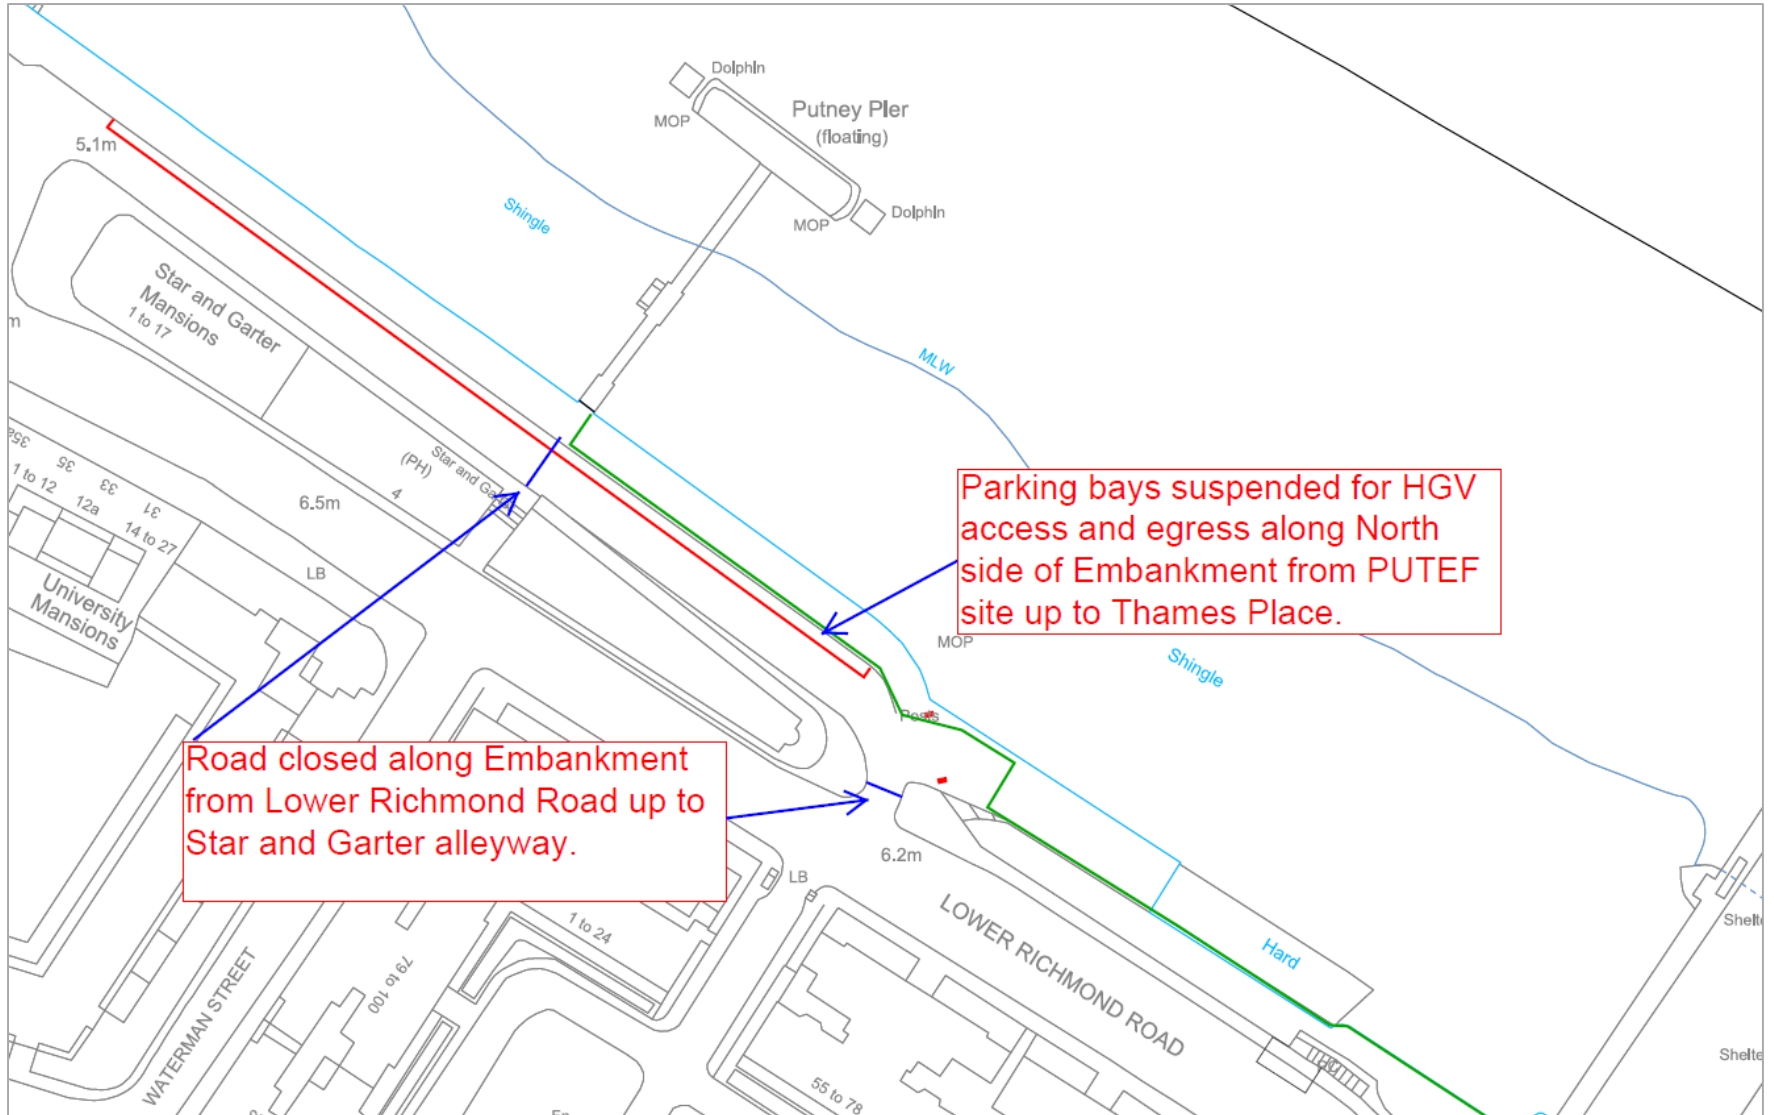 Dolphin
Putney Pier
(floating)
MOP
5.1m
Dolphin
MOP
Shingle
Star and Garter
Mansions
1 to 17
m
MLW
35a
35
33
31
1 to 12
12a
14 to 27
(PH)
Star and Ga
4
6.5m
Parking bays suspended for HGV
access and egress along North
side of Embankment from PUTEF
site up to Thames Place.
LB
University
Mansions
MOP
Shingle
Posts
Road closed along Embankment
from Lower Richmond Road up to
Star and Garter alleyway.
6.2m
LB
1 to 24
LOWER RICHMOND ROAD
Hard
Shelte
79 to 100
WATERMAN STREET
Shelte
55 to 78